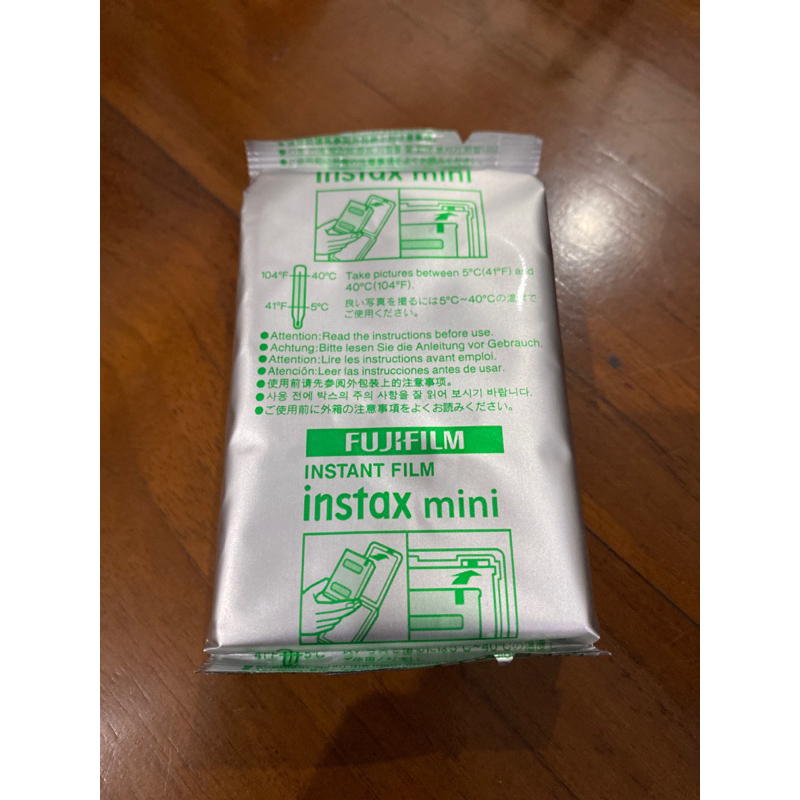 instax mini
104°F 40°C
41°F 5°C
Take pictures between 5°C(41°F) and
40°C(104°F).
良い写真を撮るには5°C~40°Cの温度で
ご使用ください。
●Attention:Read the instructions before use.
●Achtung:Bitte lesen Sie die Anleitung vor Gebrauch.
●Attention:Lire les instructions avant emploi.
●Atención:Leer las instrucciones antes de usar.
●使用前请先参阅外包装上的注意事项。
●사용 전에 박스의 주의 사항을 잘 읽어 보시기 바랍니다.
●ご使用前に外箱の注意事項をよくお読みください。
FUJIFILM
INSTANT FILM
instax mini